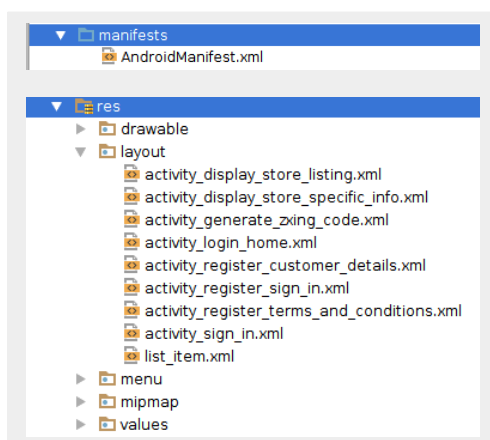 manifests
AndroidManifest.xml
res
drawable
layout
activity_display_store_listing.xml
activity_display_store_specific_info.xml
activity_generate_zxing_code.xml
activity_login_home.xml
activity_register_customer_details.xml
activity_register_sign_in.xml
activity_register_terms_and_conditions.xml
activity_sign_in.xml
list_item.xml
menu
mipmap
values